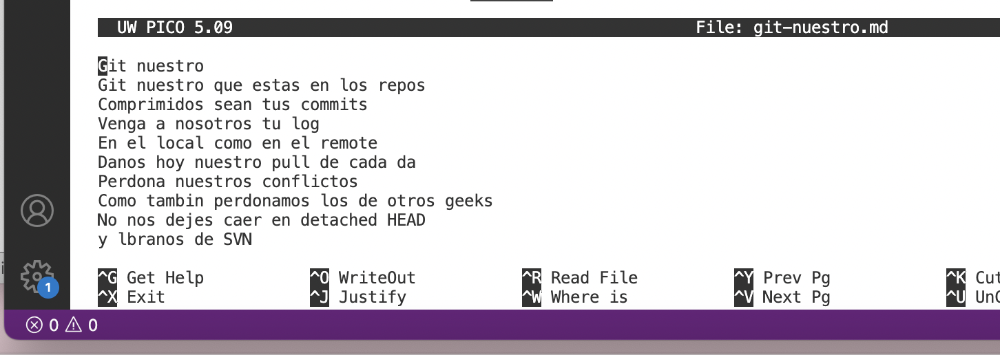 UW PICO 5.09 File: git-nuestro.md
Git nuestro
Git nuestro que estas en los repos
Comprimidos sean tus commits
Venga a nosotros tu log
En el local como en el remote
Danos hoy nuestro pull de cada da
Perdona nuestros conflictos
Como tambin perdonamos los de otros geeks
No nos dejes caer en detached HEAD
y lbranos de SVN
^G Get Help ^O WriteOut ^R Read File ^Y Prev Pg ^K Cut
^X Exit ^J Justify ^W Where is ^V Next Pg ^U
1
0 0